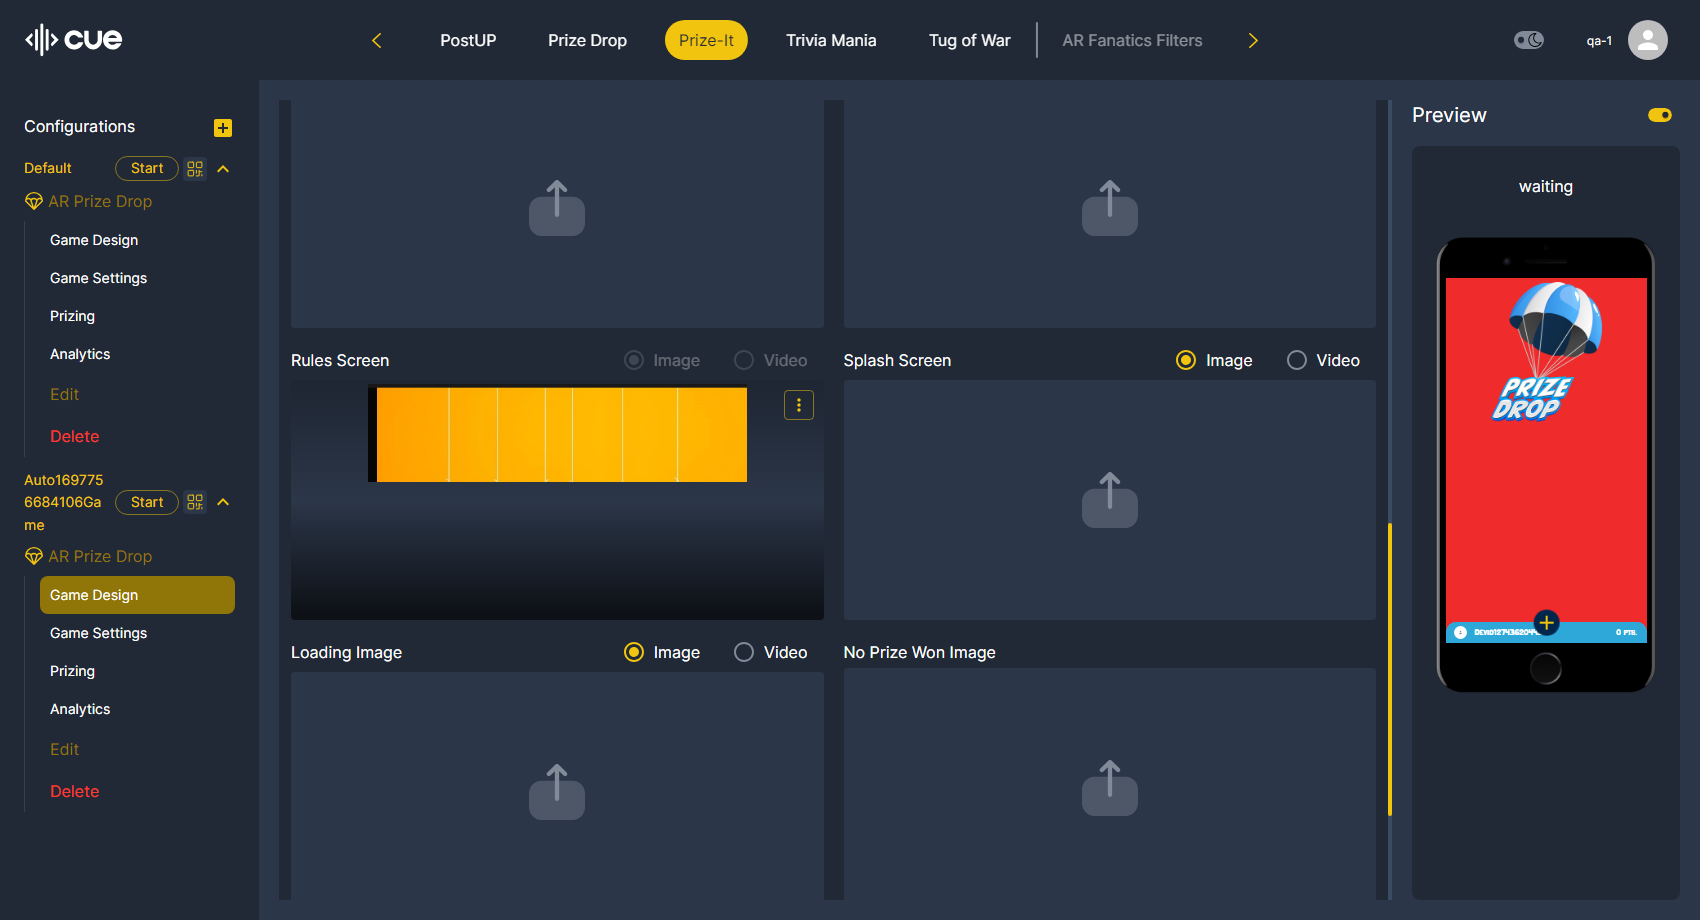 cue
PostUP
Prize Drop
Prize-It
Trivia Mania
Tug of War
AR Fanatics Filters
qa-1
Configurations
Default
Start
AR Prize Drop
Game Design
Game Settings
Prizing
Analytics
Edit
Delete
Auto169775
6684106Ga
me
Start
AR Prize Drop
Game Design
Game Settings
Prizing
Analytics
Edit
Delete
Rules Screen
Image
Video
Splash Screen
Image
Video
Loading Image
Image
Video
No Prize Won Image
Preview
waiting
PRIZE
DROP
0 PTS.